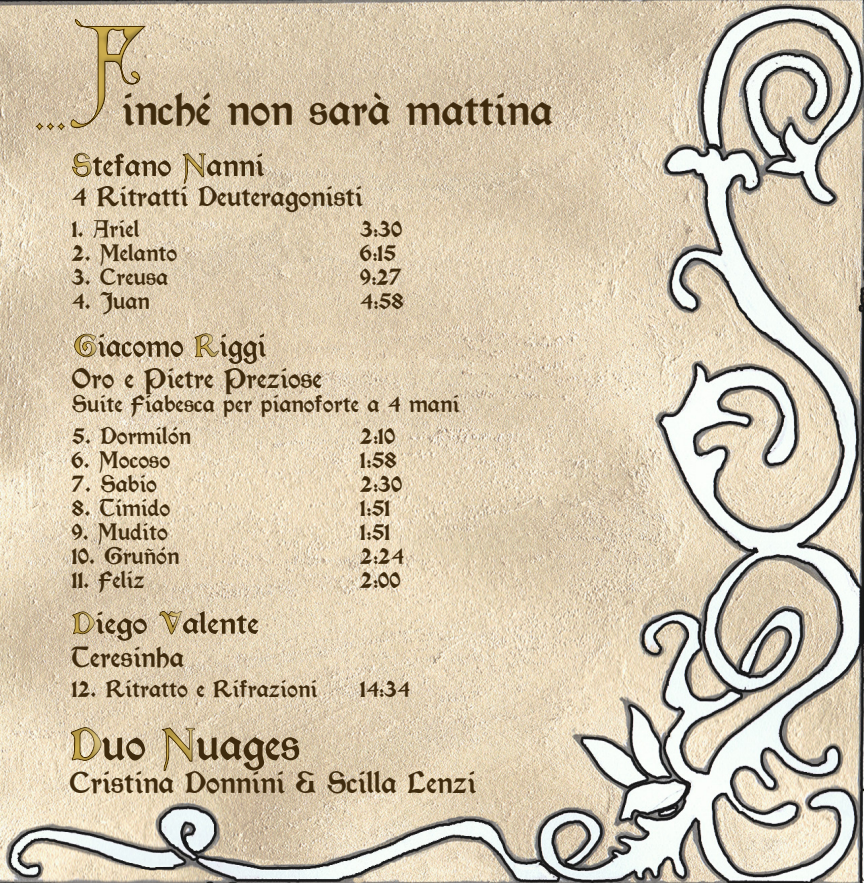 ...Finché non sarà mattina
Stefano Nanni
4 Ritratti Deuteragonisti
1. Ariel 3:30
2. Melanto 6:15
3. Creusa 9:27
4. Juan 4:58
Giacomo Riggi
Oro e Pietre Preziose
Suite Fiabesca per pianoforte a 4 mani
5. Dormilón 2:10
6. Mocoso 1:58
7. Sabio 2:30
8. Timido 1:51
9. Mudito 1:51
10. Gruñón 2:24
11. Feliz 2:00
Diego Valente
Teresinha
12. Ritratto e Rifrazioni 14:34
Duo Nuages
Cristina Donnini & Scilla Lenzi